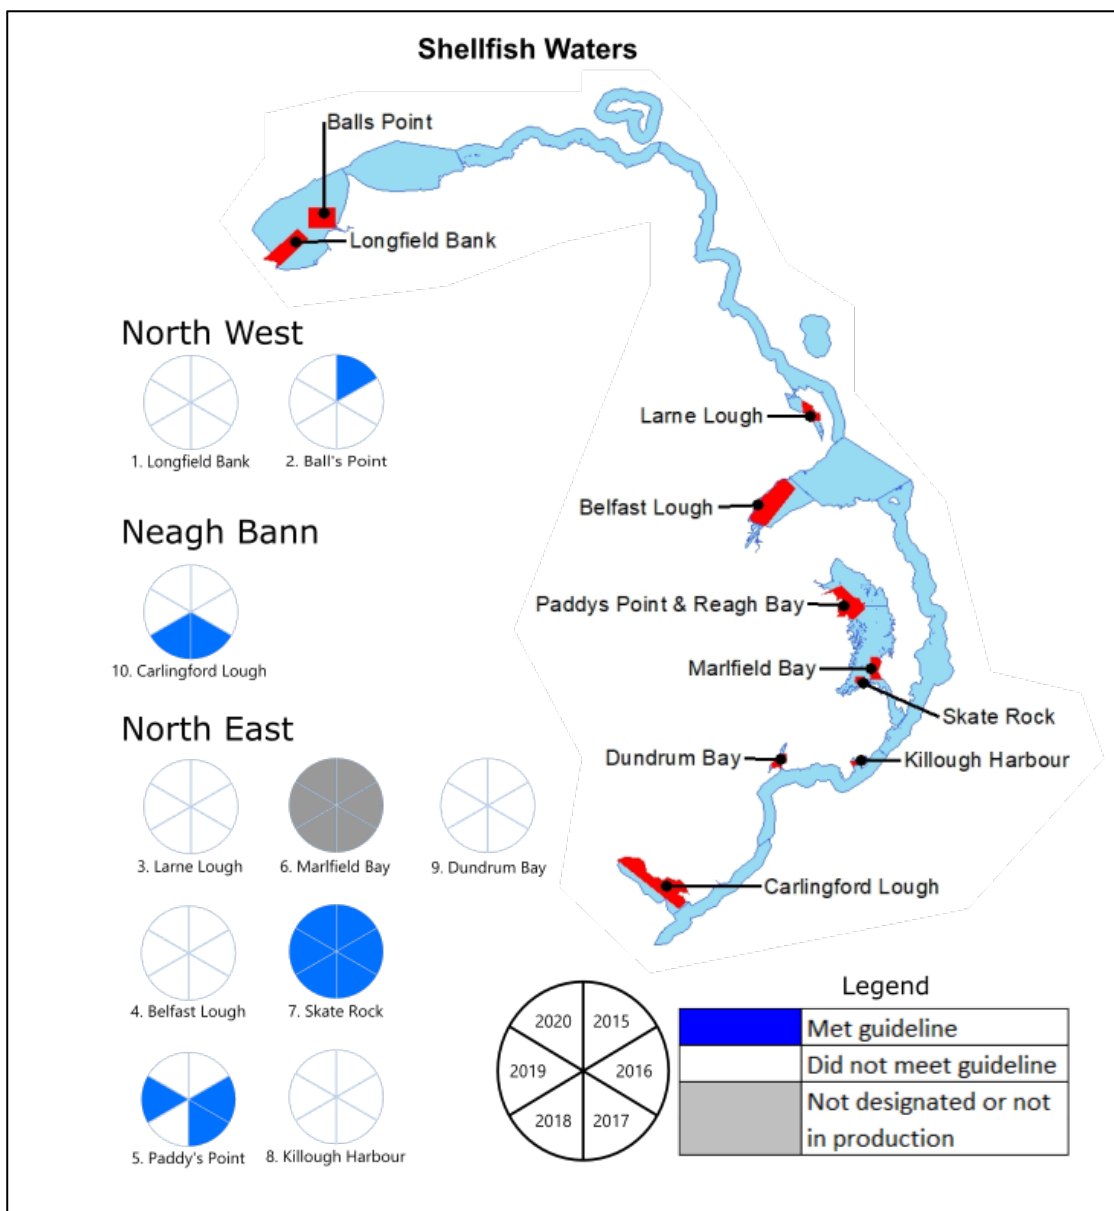 Shellfish Waters
Balls Point
Longfield Bank
Larne Lough
Belfast Lough
Paddys Point & Reagh Bay
Marlfield Bay
Skate Rock
Dundrum Bay
Killough Harbour
Carlingford Lough
North West
1. Longfield Bank
2. Ball's Point
Neagh Bann
10. Carlingford Lough
North East
3. Larne Lough
6. Marlfield Bay
9. Dundrum Bay
4. Belfast Lough
7. Skate Rock
5. Paddy's Point
8. Killough Harbour
2020
2015
2019
2016
2018
2017
Legend
Met guideline
Did not meet guideline
Not designated or not
in production